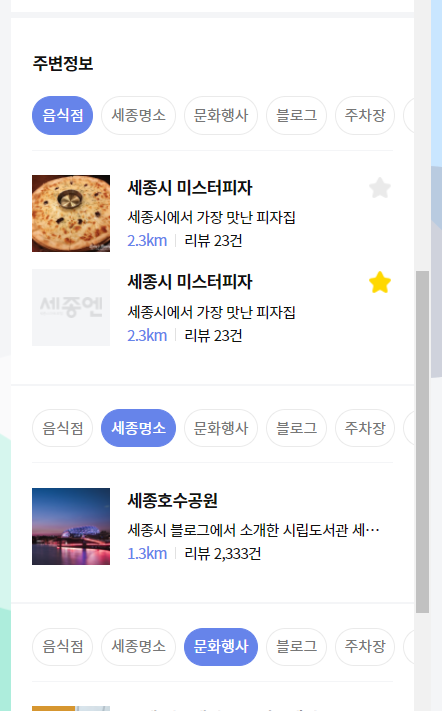 주변정보
음식점 세종명소 문화행사 블로그 주차장
세종시 미스터피자
세종시에서 가장 맛난 피자집
2.3km 리뷰 23건
세종엔
세종시 미스터피자
세종시에서 가장 맛난 피자집
2.3km 리뷰 23건
음식점 세종명소 문화행사 블로그 주차장
세종호수공원
세종시 블로그에서 소개한 시립도서관 세…
1.3km 리뷰 2,333건
음식점 세종명소 문화행사 블로그 주차장